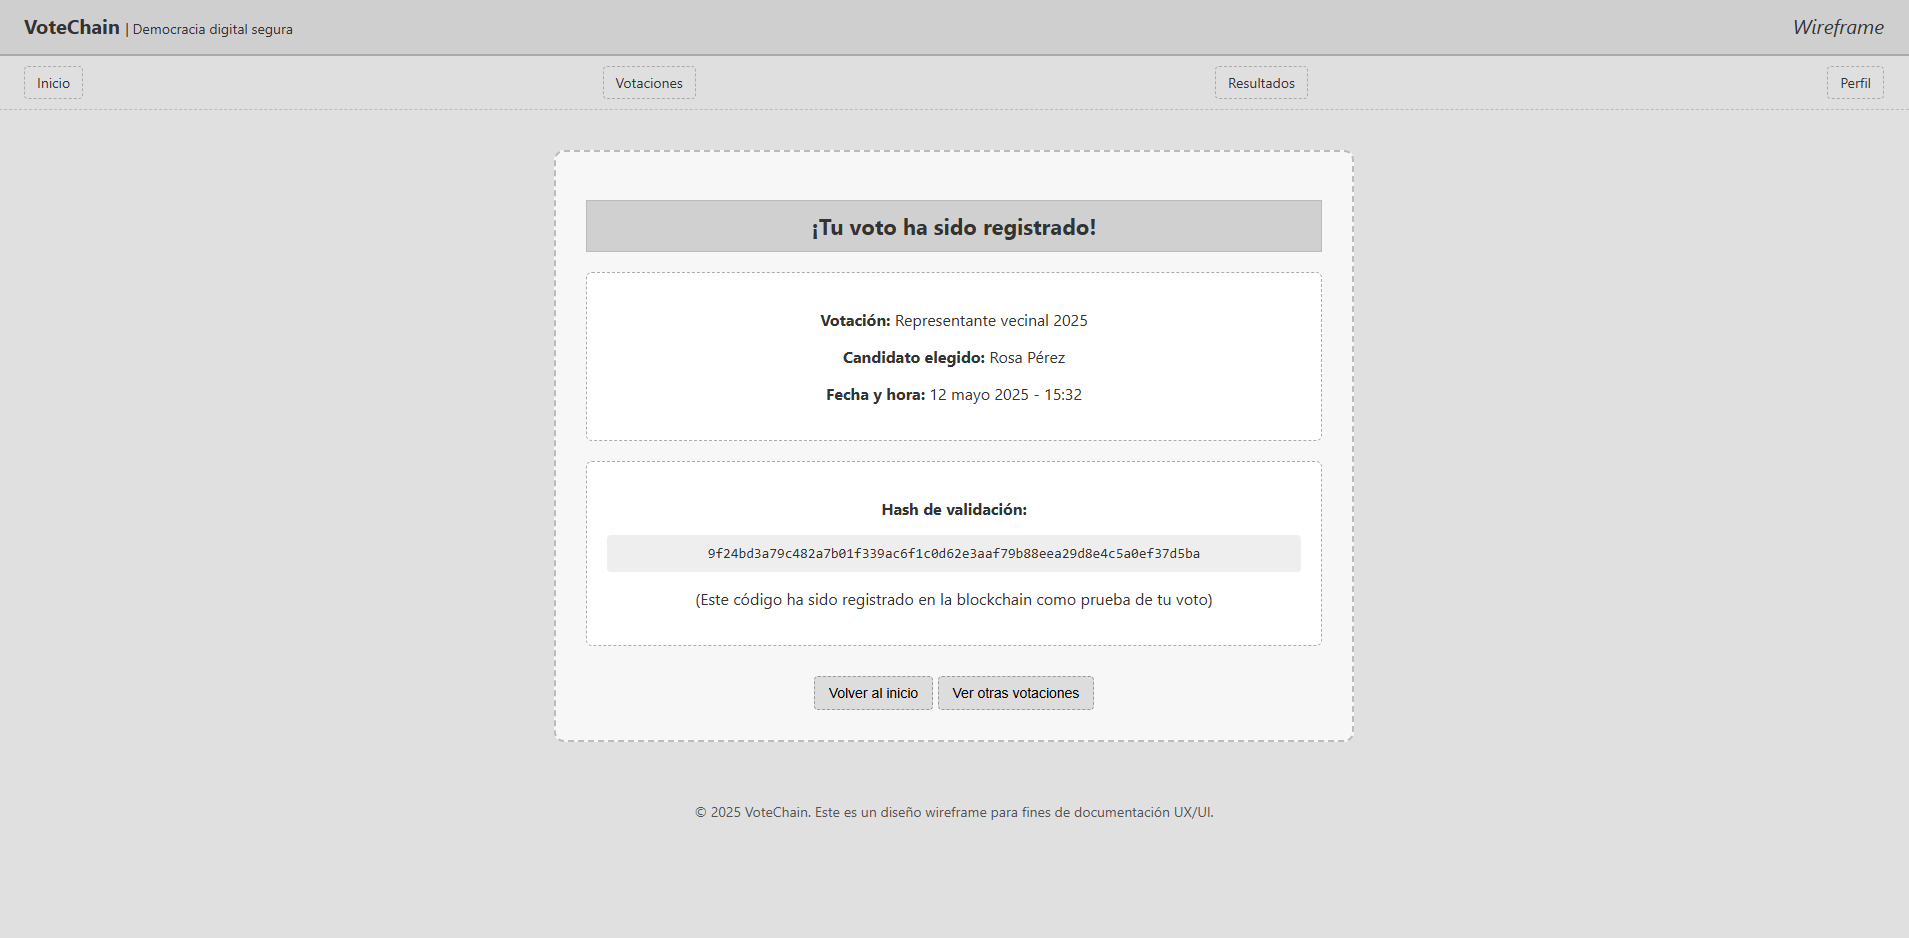 VoteChain | Democracia digital segura
Wireframe
Inicio
Votaciones
Resultados
Perfil
¡Tu voto ha sido registrado!
Votación: Representante vecinal 2025
Candidato elegido: Rosa Pérez
Fecha y hora: 12 mayo 2025 - 15:32
Hash de validación:
9f24bd3a79c482a7b01f339ac6f1c0d62e3aaf79b88eea29d8e4c5a0ef37d5ba
(Este código ha sido registrado en la blockchain como prueba de tu voto)
Volver al inicio
Ver otras votaciones
© 2025 VoteChain. Este es un diseño wireframe para fines de documentación UX/UI.